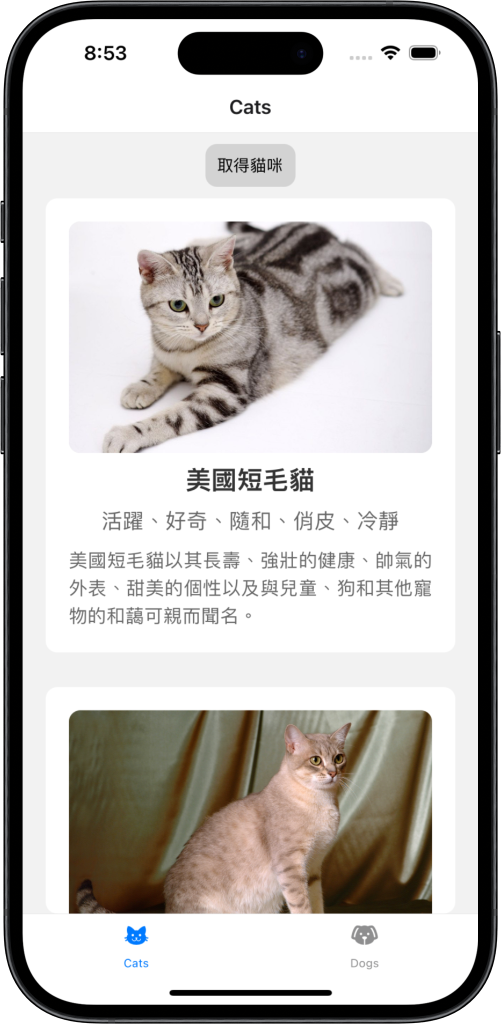 8:53
Cats
取得貓咪
美國短毛貓
活躍、好奇、隨和、俏皮、冷靜
美國短毛貓以其長壽、強壯的健康、帥氣的
外表、甜美的個性以及與兒童、狗和其他寵
物的和藹可親而聞名。
Cats
Dogs